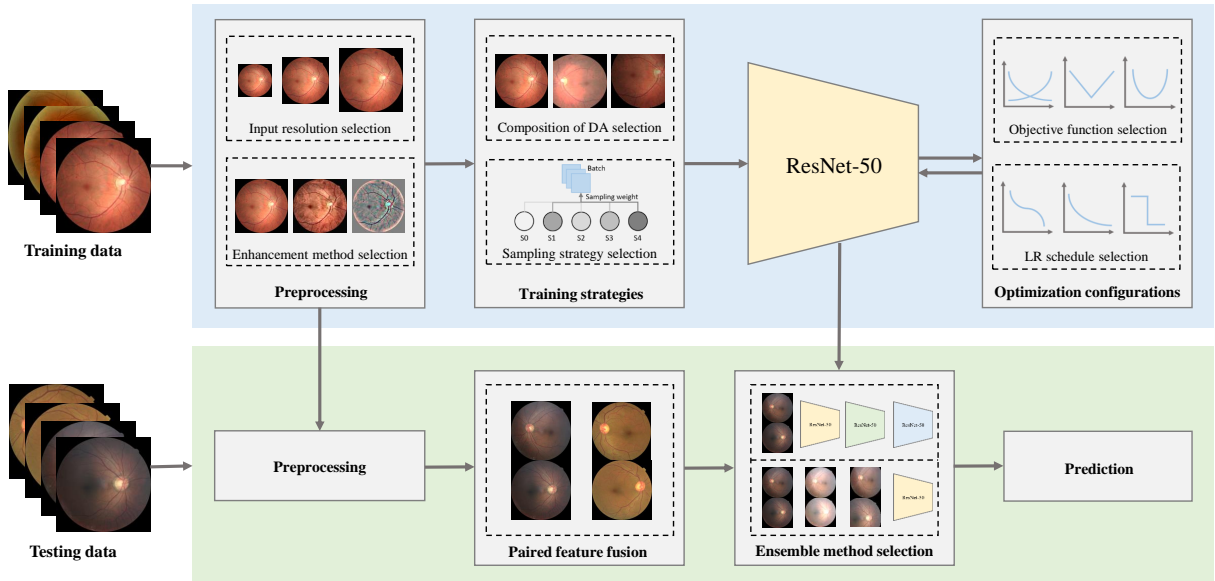 Training data
Input resolution selection
Enhancement method selection
Preprocessing
Composition of DA selection
Batch
Sampling weight
S0 S1 S2 S3 S4
Sampling strategy selection
Training strategies
ResNet-50
Objective function selection
LR schedule selection
Optimization configurations
Testing data
Preprocessing
Paired feature fusion
ResNet-50 ResNet-50 ResNet-50
ResNet-50
Ensemble method selection
Prediction